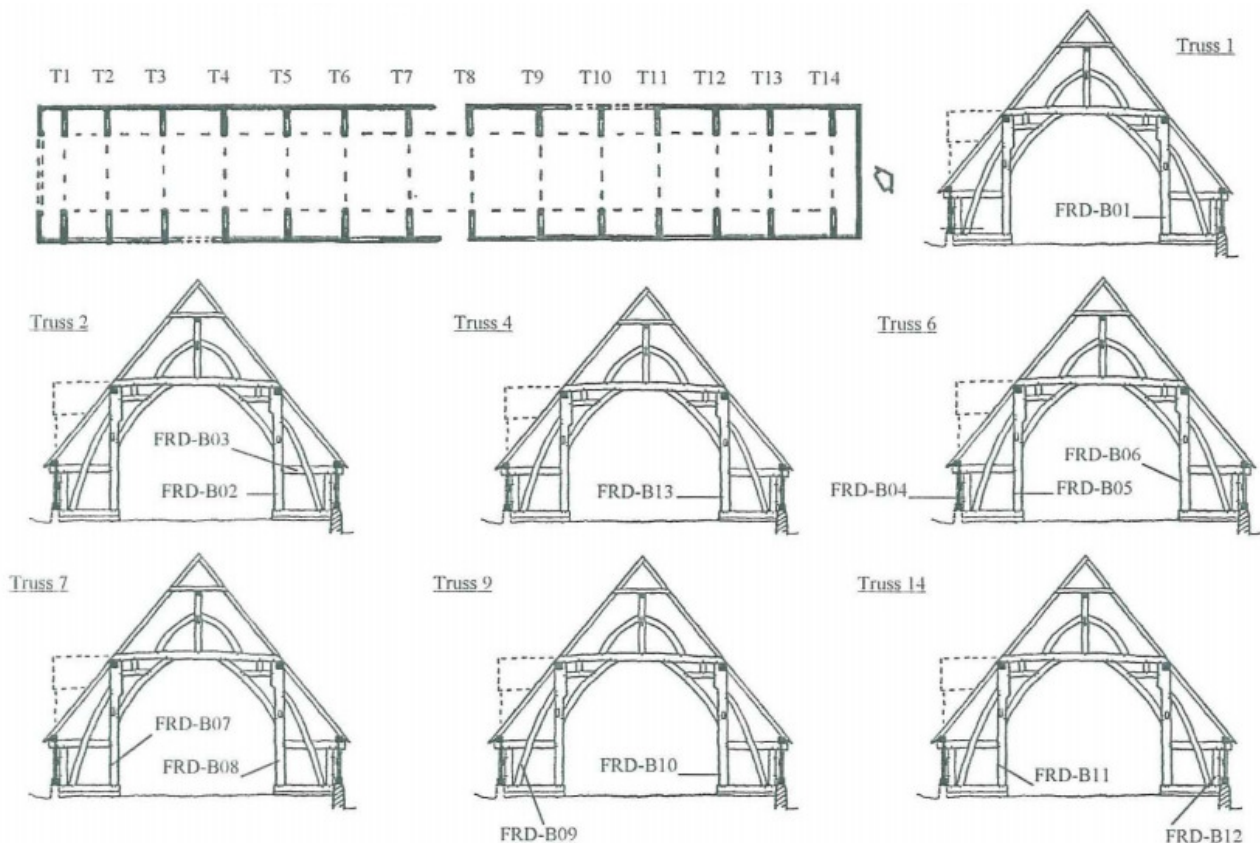 T1 T2 T3 T4 T5 T6 T7 T8 T9 T10 T11 T12 T13 T14
Truss 1
FRD-B01
Truss 2
FRD-B03
FRD-B02
Truss 4
FRD-B13
Truss 6
FRD-B06
FRD-B04
FRD-B05
Truss 7
FRD-B07
FRD-B08
Truss 9
FRD-B10
FRD-B09
Truss 14
FRD-B11
FRD-B12